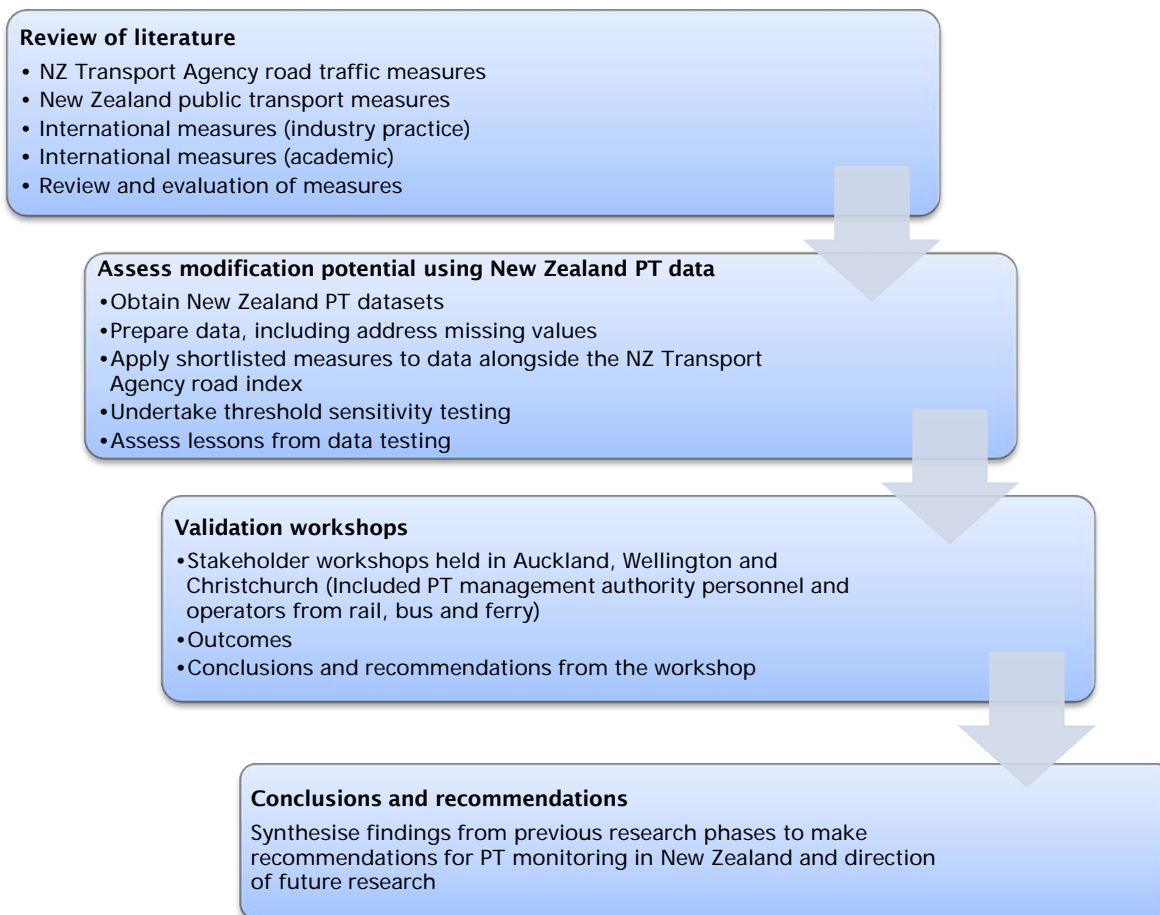 Review of literature
• NZ Transport Agency road traffic measures
• New Zealand public transport measures
• International measures (industry practice)
• International measures (academic)
• Review and evaluation of measures
Assess modification potential using New Zealand PT data
•Obtain New Zealand PT datasets
•Prepare data, including address missing values
•Apply shortlisted measures to data alongside the NZ Transport
Agency road index
•Undertake threshold sensitivity testing
•Assess lessons from data testing
Validation workshops
•Stakeholder workshops held in Auckland, Wellington and
Christchurch (Included PT management authority personnel and
operators from rail, bus and ferry)
•Outcomes
•Conclusions and recommendations from the workshop
Conclusions and recommendations
Synthesise findings from previous research phases to make
recommendations for PT monitoring in New Zealand and direction
of future research